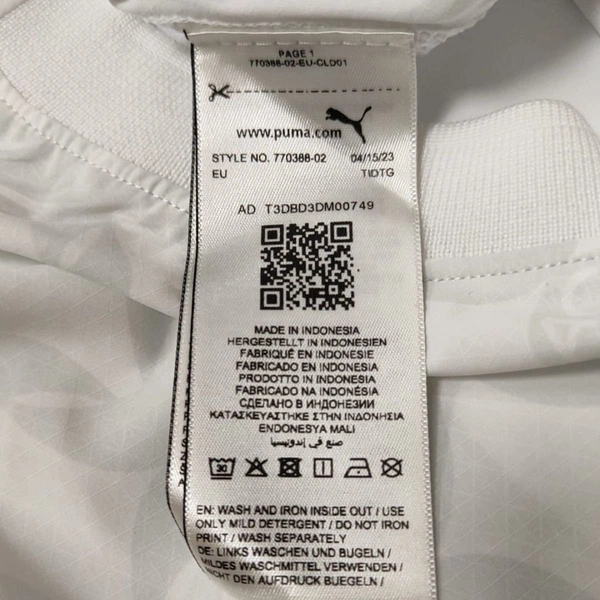 PAGE 1
770388-02-EU-CLD01
www.puma.com
STYLE NO. 770388-02 04/15/23
EU TIDTG
AD T3DBD3DM00749
MADE IN INDONESIA
HERGESTELLT IN INDONESIEN
FABRIQUÉ EN INDONESIE
FABRICADO EN INDONESIA
PRODOTTO IN INDONESIA
FABRICADO NA INDONÉSIA
СДЕЛАНО В ИНДОНЕЗИИ
ΚΑΤΑΣΚΕΥΑΣΤΗΚΕ ΣΤΗΝ ΙΝΔΟΝΗΣΙΑ
ENDONESYA MALI
صنع في إندونيسيا
30
EN: WASH AND IRON INSIDE OUT / USE
ONLY MILD DETERGENT / DO NOT IRON
PRINT / WASH SEPARATELY
DE: LINKS WASCHEN UND BUGELN /
MILDES WASCHMITTEL VERWENDEN /
NICHT DEN AUFDRUCK BUEGELN /